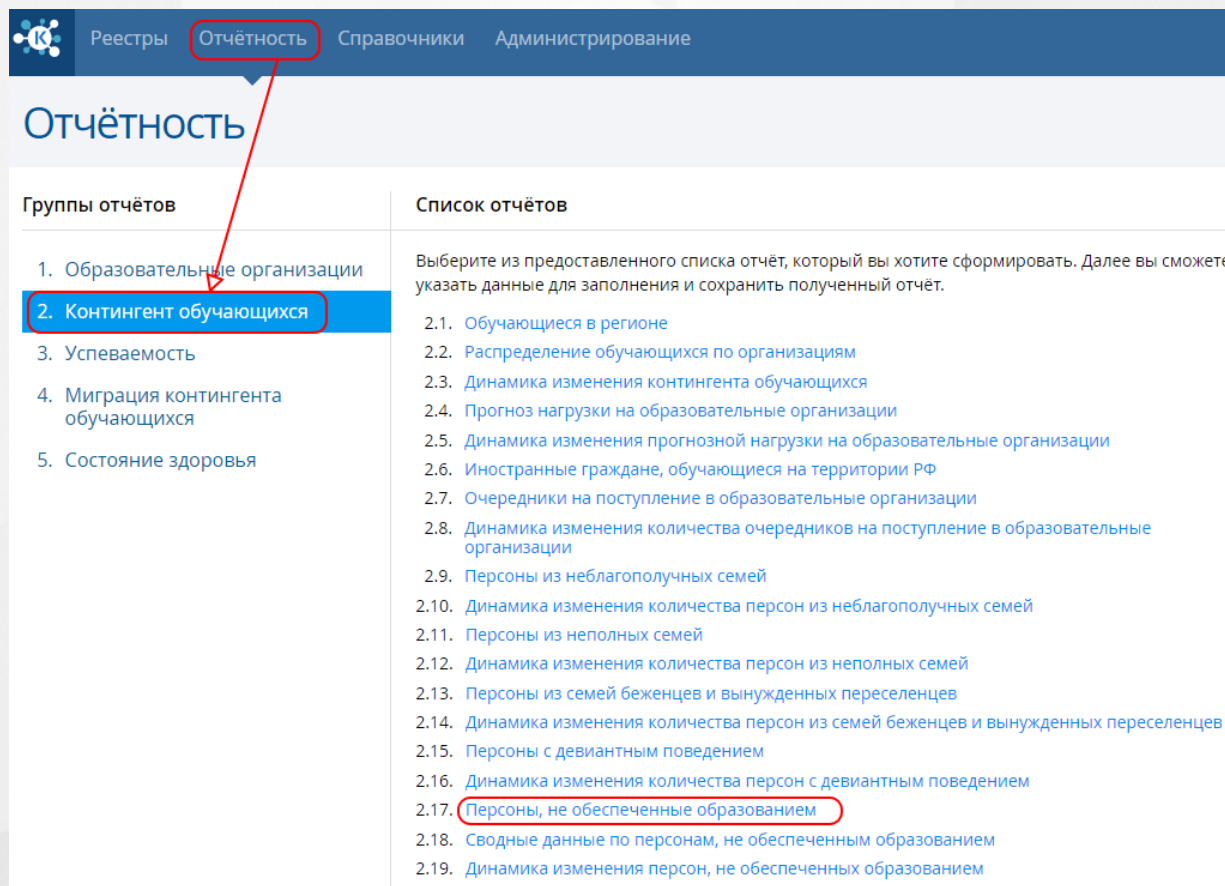 К Реестры Отчётность Справочники Администрирование
Отчётность
Группы отчётов
1. Образовательные организации
2. Контингент обучающихся
3. Успеваемость
4. Миграция контингента
обучающихся
5. Состояние здоровья
Список отчётов
Выберите из предоставленного списка отчёт, который вы хотите сформировать. Далее вы сможете
указать данные для заполнения и сохранить полученный отчёт.
2.1. Обучающиеся в регионе
2.2. Распределение обучающихся по организациям
2.3. Динамика изменения контингента обучающихся
2.4. Прогноз нагрузки на образовательные организации
2.5. Динамика изменения прогнозной нагрузки на образовательные организации
2.6. Иностранные граждане, обучающиеся на территории РФ
2.7. Очередники на поступление в образовательные организации
2.8. Динамика изменения количества очередников на поступление в образовательные
организации
2.9. Персоны из неблагополучных семей
2.10. Динамика изменения количества персон из неблагополучных семей
2.11. Персоны из неполных семей
2.12. Динамика изменения количества персон из неполных семей
2.13. Персоны из семей беженцев и вынужденных переселенцев
2.14. Динамика изменения количества персон из семей беженцев и вынужденных переселенцев
2.15. Персоны с девиантным поведением
2.16. Динамика изменения количества персон с девиантным поведением
2.17. Персоны, не обеспеченные образованием
2.18. Сводные данные по персонам, не обеспеченным образованием
2.19. Динамика изменения персон, не обеспеченных образованием